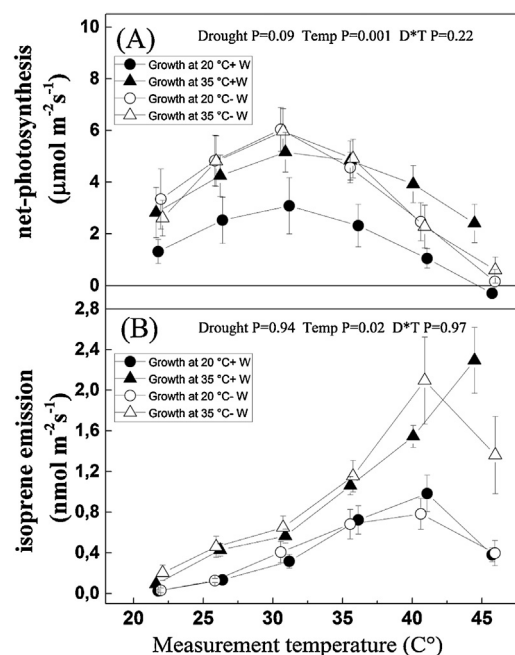 (A)
Drought P=0.09 Temp P=0.001 D*T P=0.22
Growth at 20 °C+ W
Growth at 35 °C+W
Growth at 20 °C- W
Growth at 35 °C- W
net-photosynthesis
(μmol m⁻²s⁻¹)
10
8
6
4
2
0
(B)
Drought P=0.94 Temp P=0.02 D*T P=0.97
Growth at 20 °C+ W
Growth at 35 °C+ W
Growth at 20 °C- W
Growth at 35 °C- W
isoprene emission
(nmol m⁻²s⁻¹)
2,8
2,4
2,0
1,6
1,2
0,8
0,4
0,0
20 25 30 35 40 45
Measurement temperature (C°)